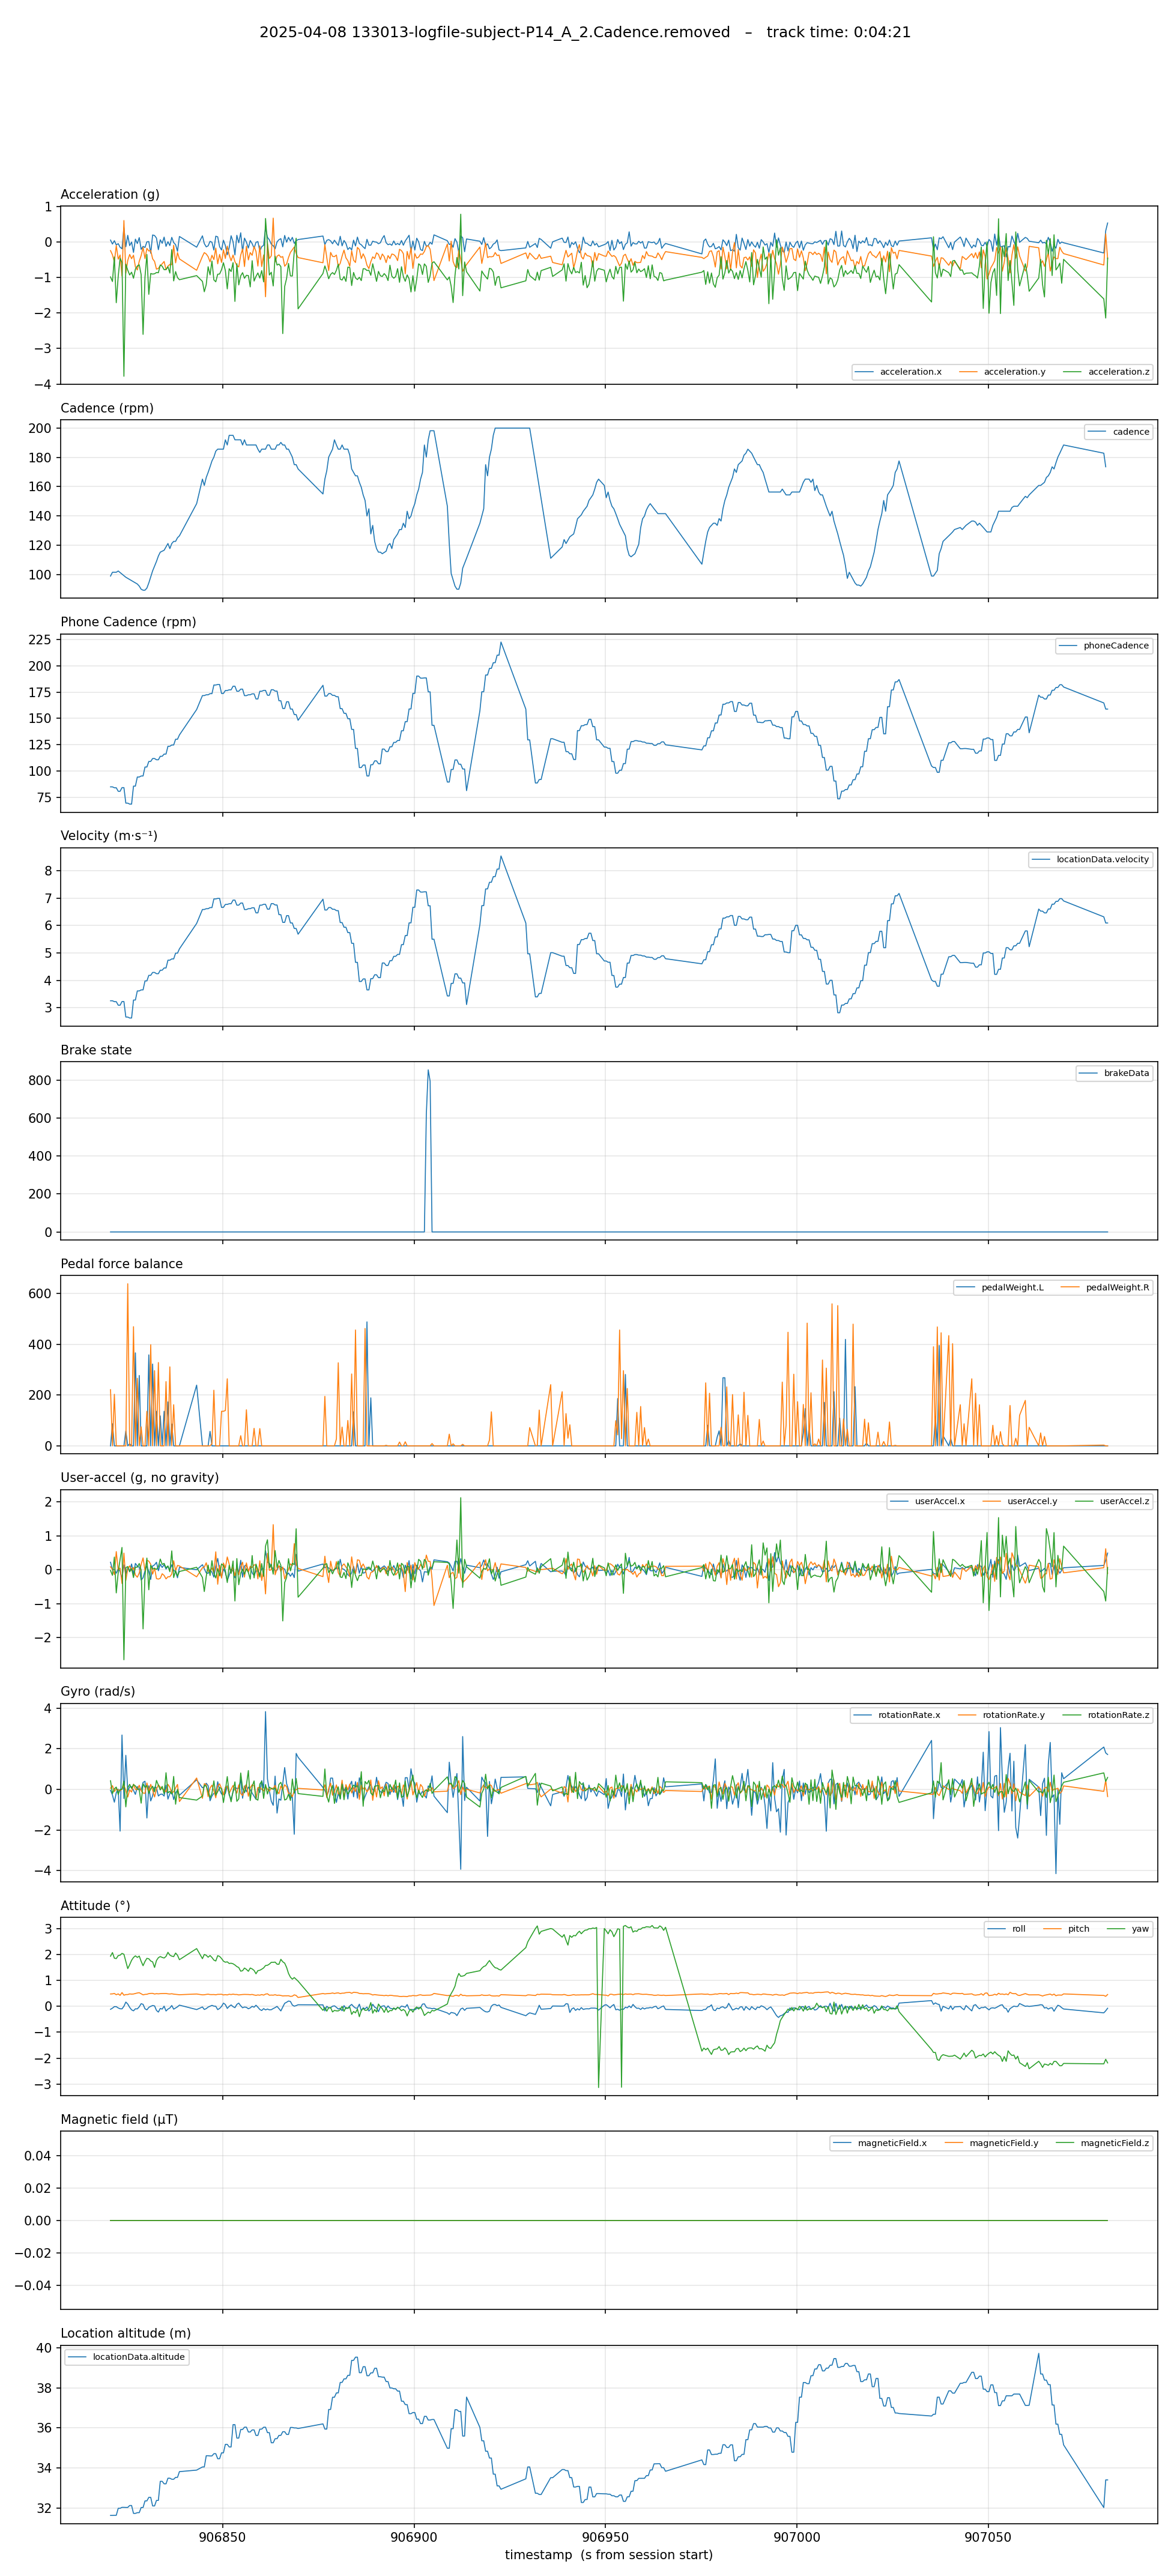 2025-04-08 133013-logfile-subject-P14_A_2.Cadence.removed – track time: 0:04:21
Acceleration (g)
1
0
−1
−2
−3
−4
acceleration.x acceleration.y acceleration.z
Cadence (rpm)
200
180
160
140
120
100
cadence
Phone Cadence (rpm)
225
200
175
150
125
100
75
phoneCadence
Velocity (m·s⁻¹)
8
7
6
5
4
3
locationData.velocity
Brake state
800
600
400
200
0
brakeData
Pedal force balance
600
400
200
0
pedalWeight.L pedalWeight.R
User-accel (g, no gravity)
2
1
0
−1
−2
userAccel.x userAccel.y userAccel.z
Gyro (rad/s)
4
2
0
−2
−4
rotationRate.x rotationRate.y rotationRate.z
Attitude (°)
3
2
1
0
−1
−2
−3
roll pitch yaw
Magnetic field (µT)
0.04
0.02
0.00
−0.02
−0.04
magneticField.x magneticField.y magneticField.z
Location altitude (m)
40
38
36
34
32
locationData.altitude
906850 906900 906950 907000 907050
timestamp (s from session start)